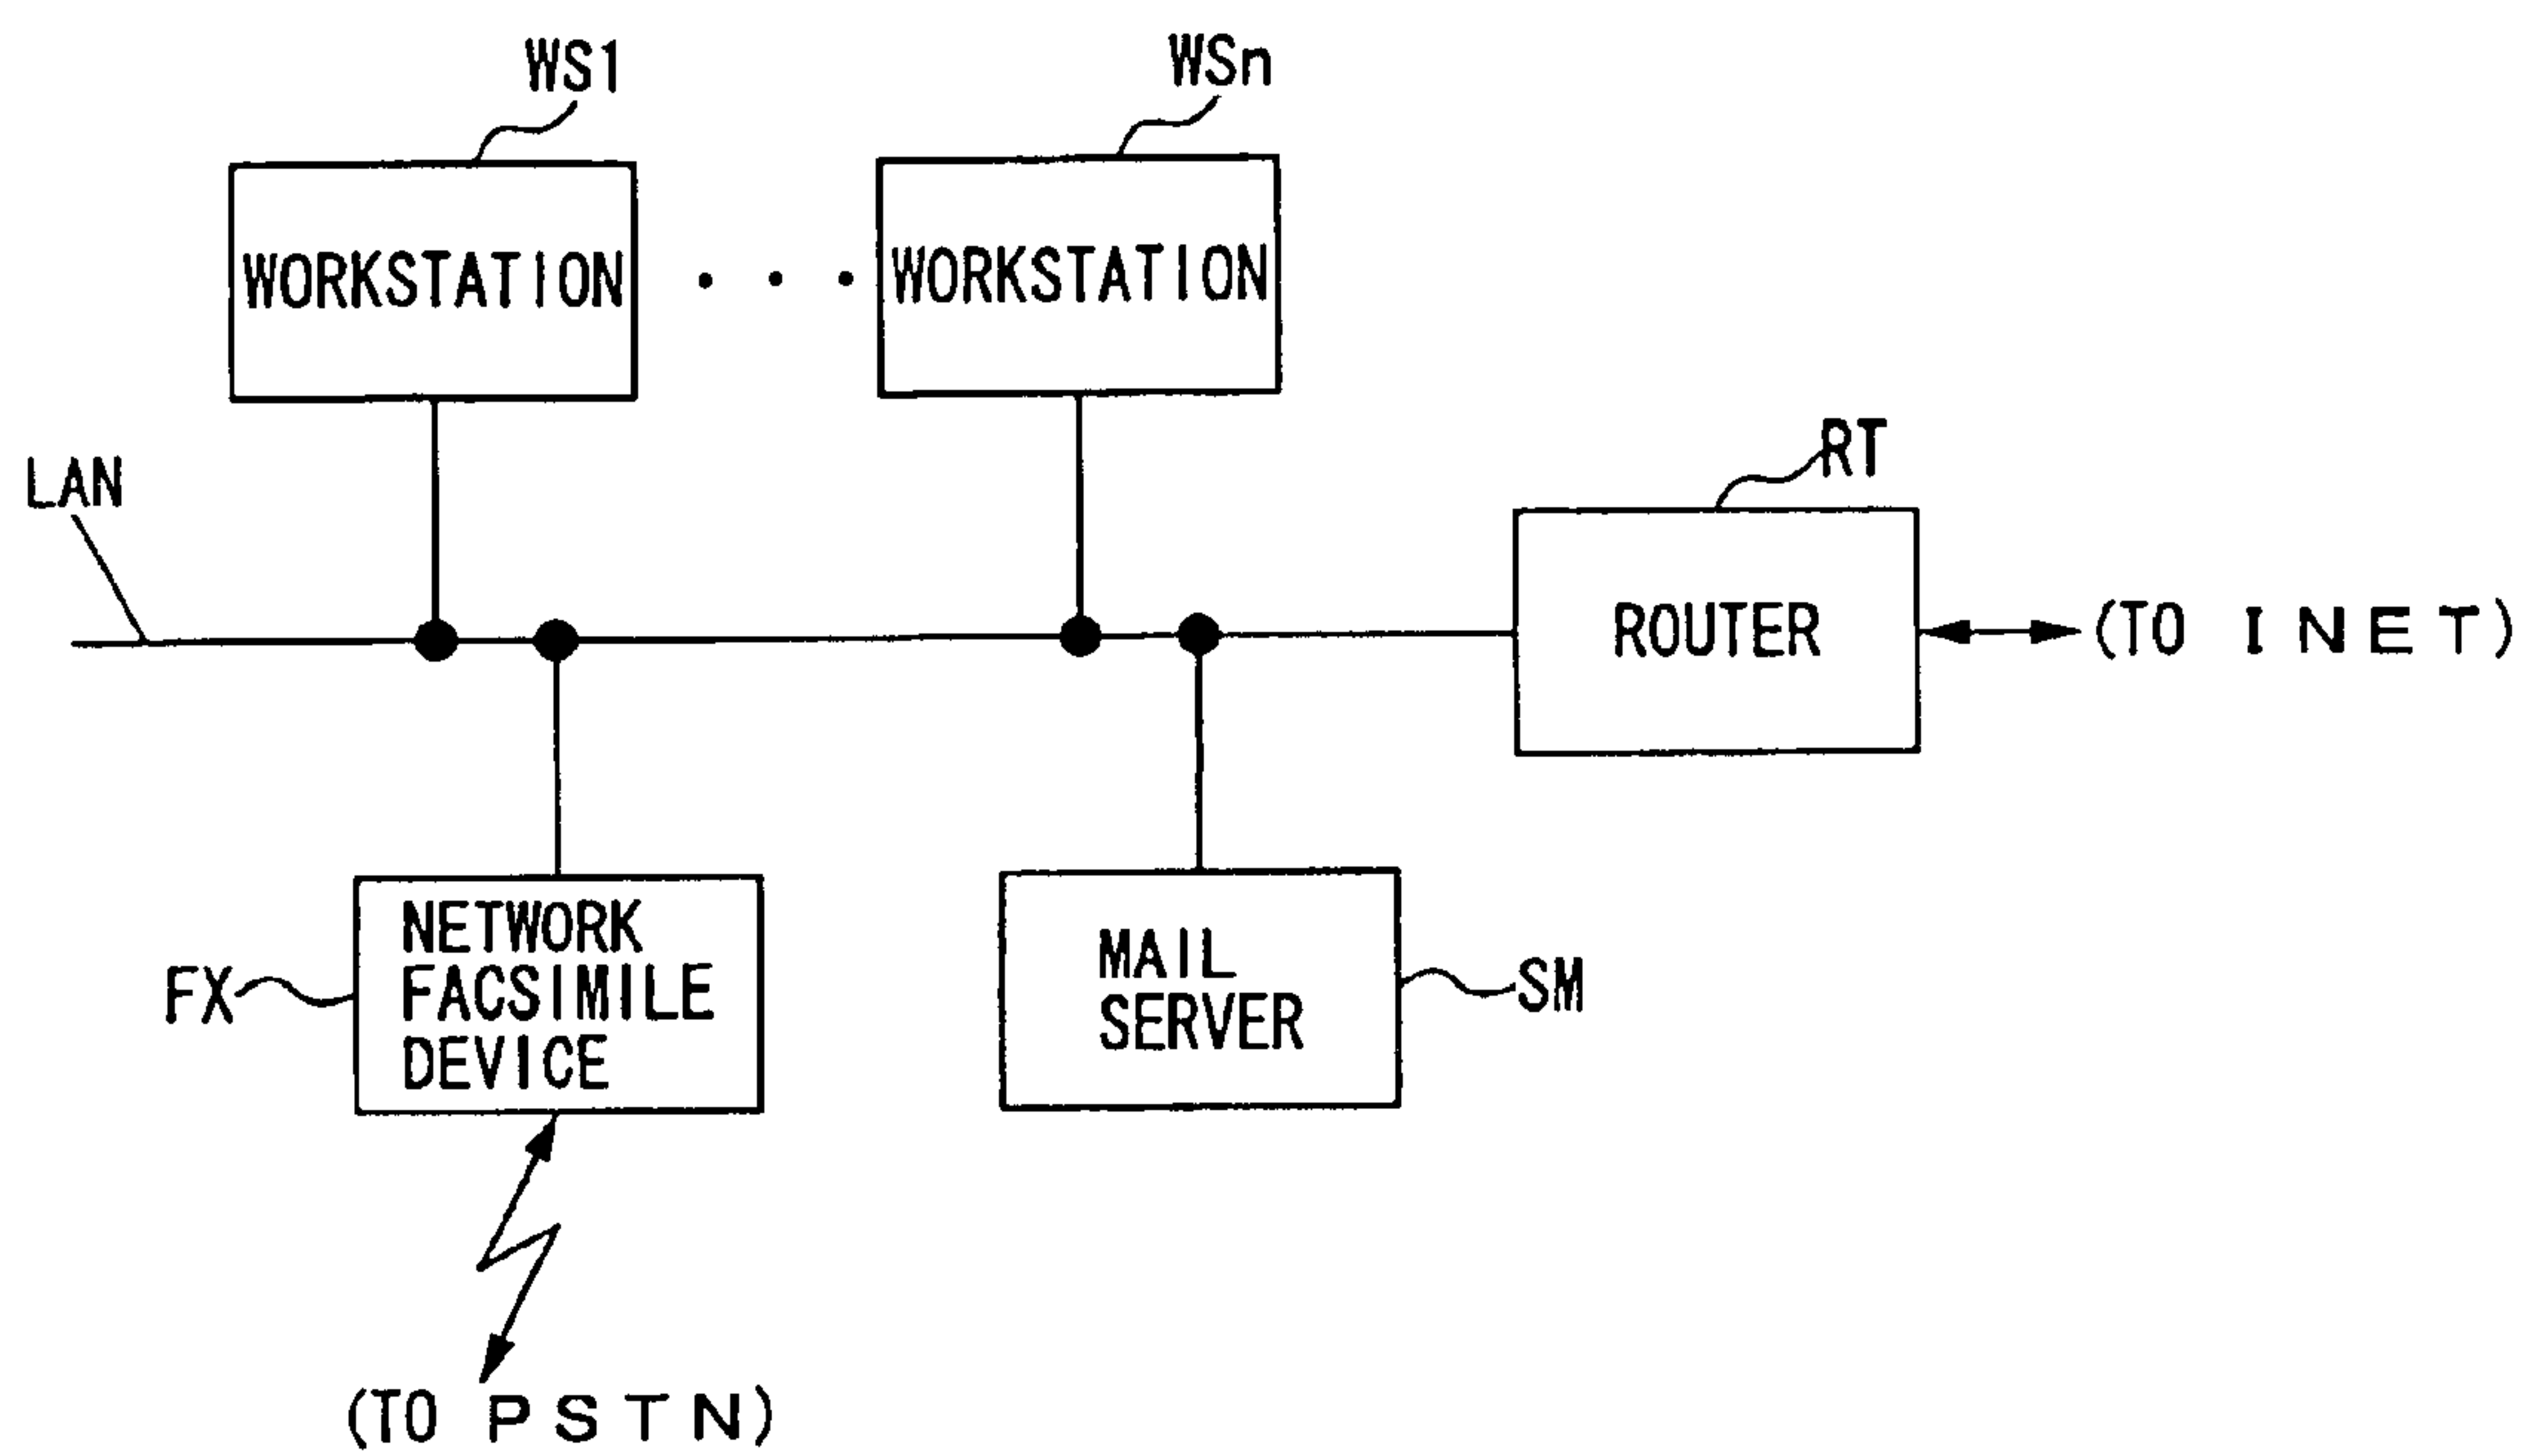 WS1
WSn
WORKSTATION
WORKSTATION
LAN
RT
ROUTER
(TO INET)
NETWORK
FACSIMILE
DEVICE
FX
MAIL
SERVER
SM
(TO PSTN)